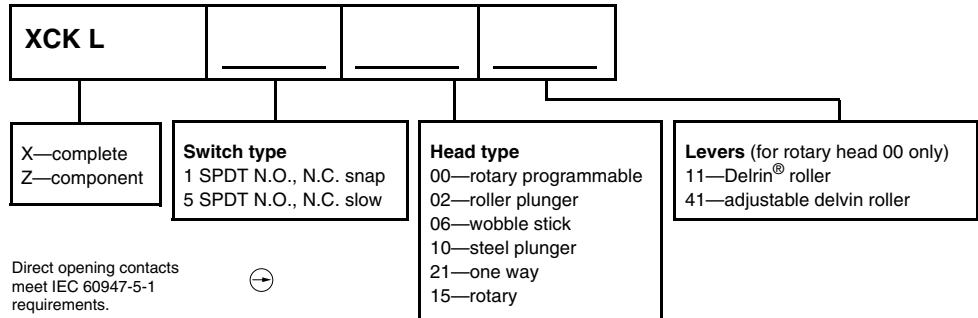 XCK L
X—complete
Z—component
Switch type
1 SPDT N.O., N.C. snap
5 SPDT N.O., N.C. slow
Head type
00—rotary programmable
02—roller plunger
06—wobble stick
10—steel plunger
21—one way
15—rotary
Levers (for rotary head 00 only)
11—Delrin® roller
41—adjustable delvin roller
Direct opening contacts
meet IEC 60947-5-1
requirements.